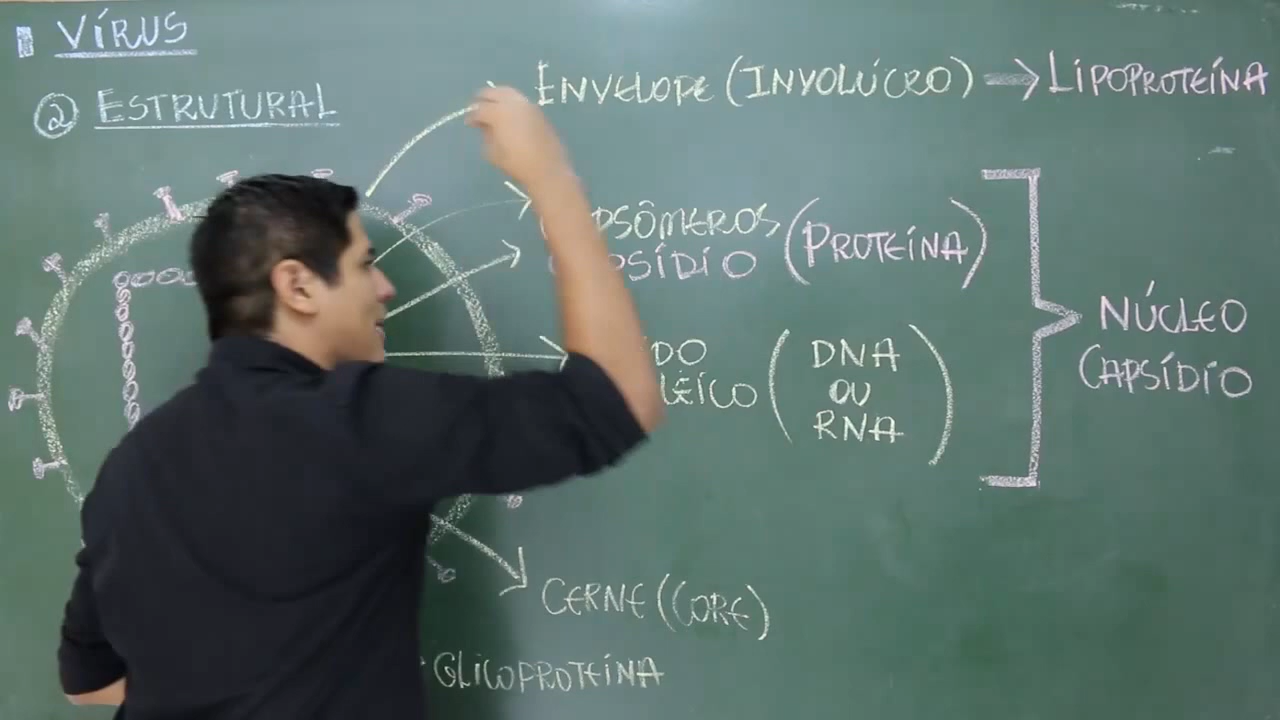 VÍRUS
② ESTRUTURAL
ENVELOPE (INVOLÚCRO) → LIPOPROTEÍNA
(PROTEÍNA)
DNA
OU
RNA
NÚCLEO
CAPSÍDIO
CERNE (CORE)
GLICOPROTEÍNA